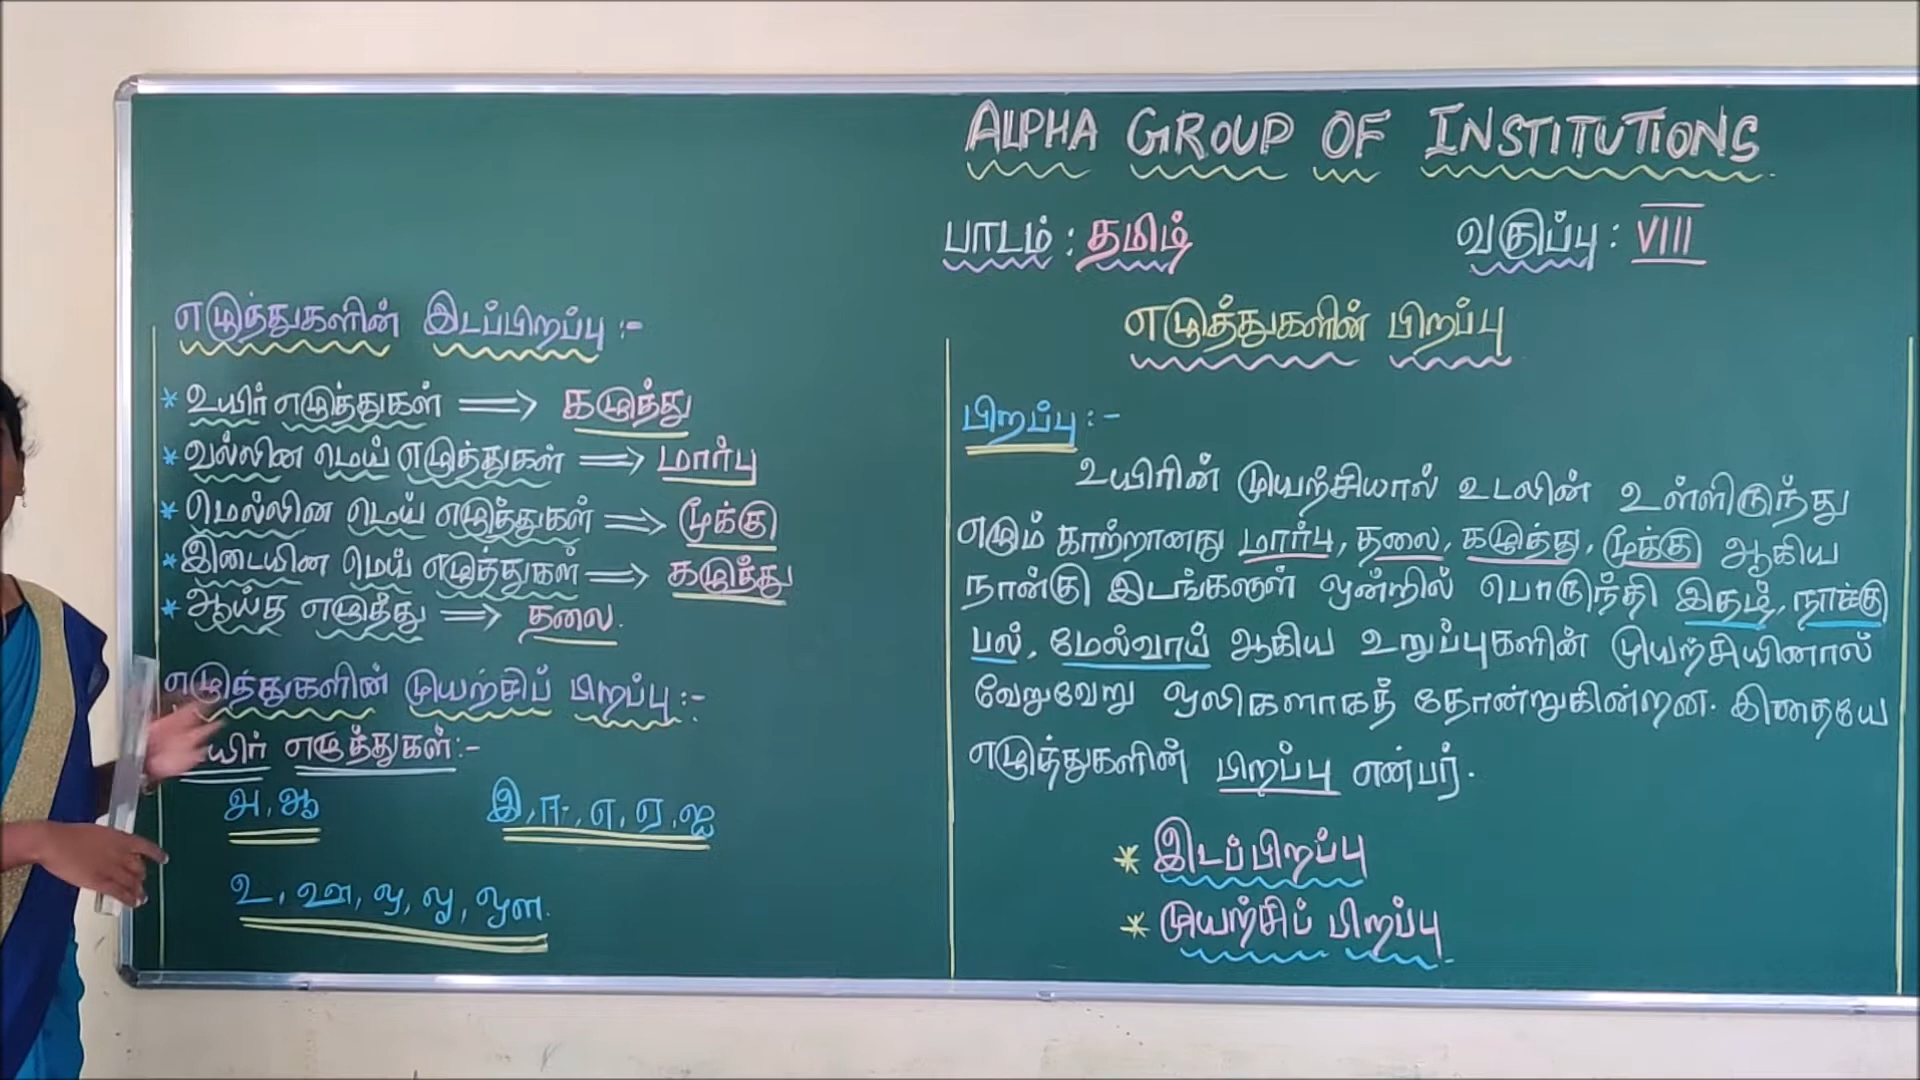 ALPHA GROUP OF INSTITUTIONS
பாடம் : தமிழ்
வகுப்பு : VIII
எழுத்துகளின் பிறப்பு
எழுத்துகளின் இடப்பிறப்பு :-
* உயிர் எழுத்துகள் ⟹ கழுத்து
* வல்லின மெய் எழுத்துகள் ⟹ மார்பு
* மெல்லின மெய் எழுத்துகள் ⟹ மூக்கு
* இடையின மெய் எழுத்துகள் ⟹ கழுத்து
* ஆய்த எழுத்து ⟹ தலை.
எழுத்துகளின் முயற்சிப் பிறப்பு :-
எழுத்துகள்:-
அ, ஆ
இ, ஈ, எ, ஏ, ஐ
உ, ஊ, ஒ, ஓ, ஔ.
பிறப்பு :-
உயிரின் முயற்சியால் உடலின் உள்ளிருந்து
எழும் காற்றானது மார்பு, தலை, கழுத்து, மூக்கு ஆகிய
நான்கு இடங்களுள் ஒன்றில் பொருந்தி இதழ், நாக்கு
பல், மேல்வாய் ஆகிய உறுப்புகளின் முயற்சியினால்
வேறுவேறு ஒலிகளாகத் தோன்றுகின்றன. இதையே
எழுத்துகளின் பிறப்பு என்பர்.
* இடப்பிறப்பு
* முயற்சிப் பிறப்பு